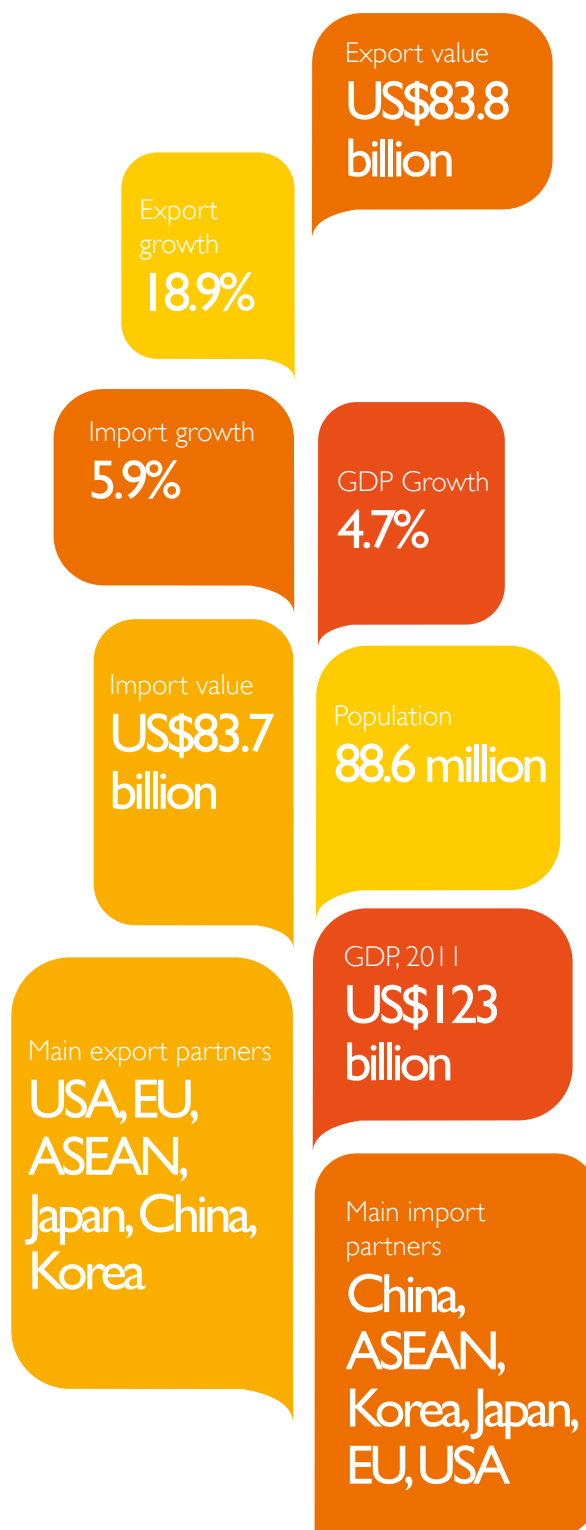 Export value
US$83.8
billion
Export
growth
18.9%
Import growth
5.9%
GDP Growth
4.7%
Import value
US$83.7
billion
Population
88.6 million
GDP, 2011
US$123
billion
Main export partners
USA, EU,
ASEAN,
Japan, China,
Korea
Main import
partners
China,
ASEAN,
Korea, Japan,
EU, USA